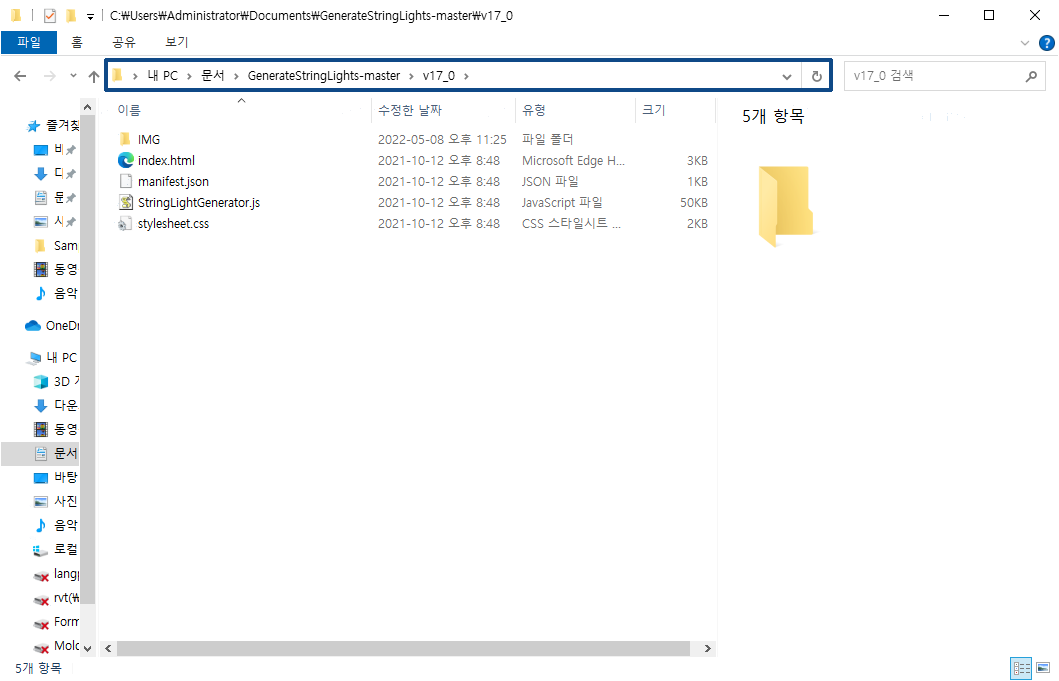 C:\Users\Administrator\Documents\GenerateStringLights-master\v17_0
파일 홈 공유 보기
내 PC 문서 GenerateStringLights-master v17_0
v17_0 검색
이름 수정한 날짜 유형 크기
IMG 2022-05-08 오후 11:25 파일 폴더
index.html 2021-10-12 오후 8:48 Microsoft Edge H... 3KB
manifest.json 2021-10-12 오후 8:48 JSON 파일 1KB
StringLightGenerator.js 2021-10-12 오후 8:48 JavaScript 파일 50KB
stylesheet.css 2021-10-12 오후 8:48 CSS 스타일시트 ... 2KB
5개 항목
즐겨찾
바
다
문
사
Sam
동영
음악
OneDr
내 PC
3D 개
다운
동영
문서
바탕
사진
음악
로컬
langp
rvt(\
Form
Mold
5개 항목